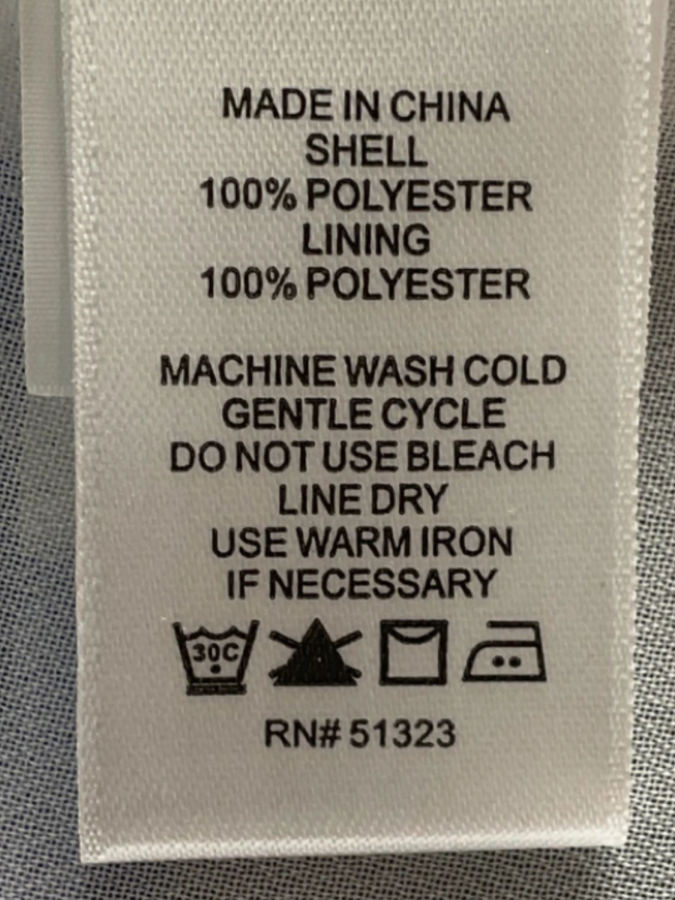 MADE IN CHINA
SHELL
100% POLYESTER
LINING
100% POLYESTER
MACHINE WASH COLD
GENTLE CYCLE
DO NOT USE BLEACH
LINE DRY
USE WARM IRON
IF NECESSARY
30C
RN# 51323